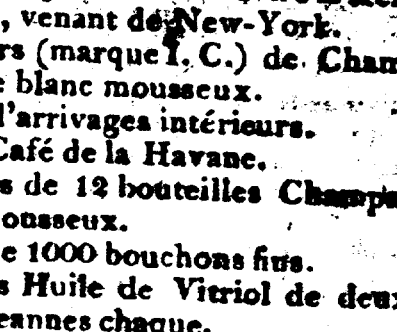 , venant de New-York.
rs (marque I. C.) de Cham
e blanc mousseux.
l'arrivages intérieurs.
Café de la Havane.
s de 12 bouteilles Champa
ousseux.
e 1000 bouchons fins.
s Huile de Vitriol de deux
eannes chaque.